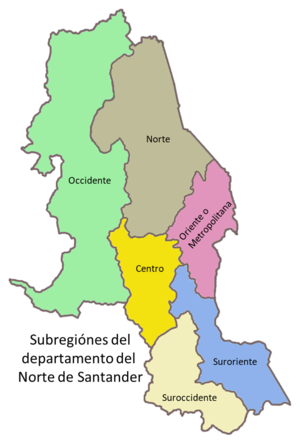 Norte
Occidente
Oriente o
Metropolitana
Centro
Subregiónes del
departamento del
Norte de Santander
Suroriente
Suroccidente